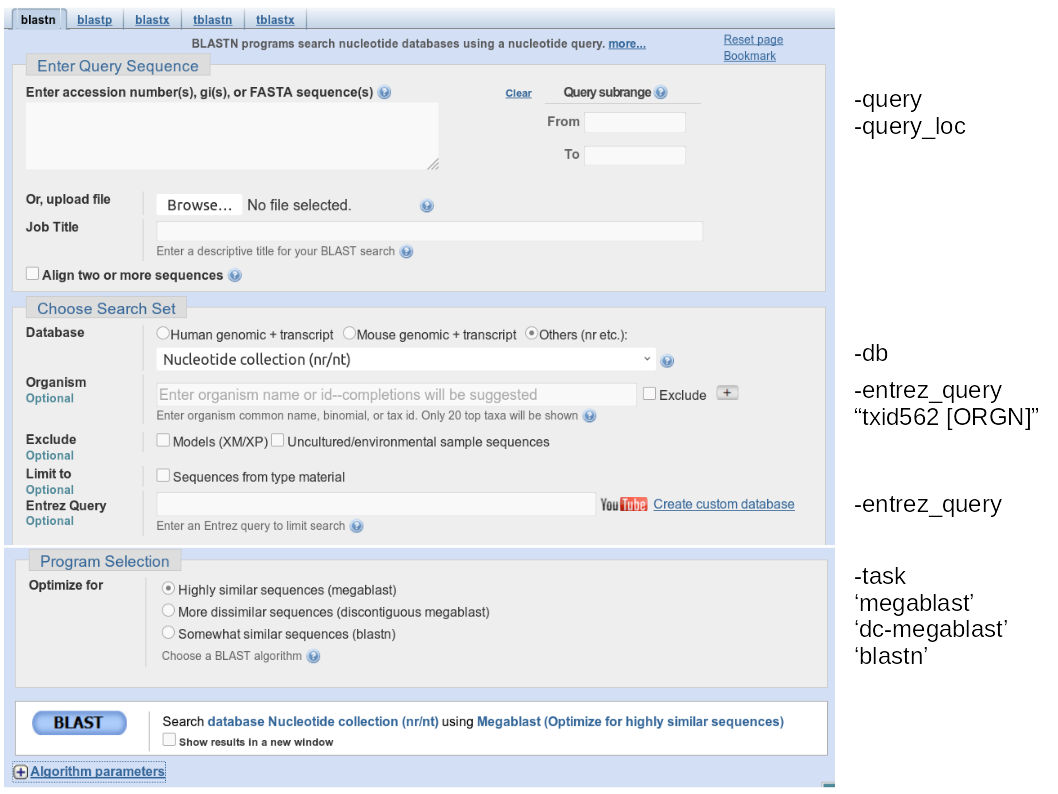 blastn blastp blastx tblastn tblastx
BLASTN programs search nucleotide databases using a nucleotide query. more...
Reset page
Bookmark
Enter Query Sequence
Enter accession number(s), gi(s), or FASTA sequence(s)
Clear
Query subrange
From
To
-query
-query_loc
Or, upload file
Browse... No file selected.
Job Title
Enter a descriptive title for your BLAST search
Align two or more sequences
Choose Search Set
Database
Human genomic + transcript Mouse genomic + transcript Others (nr etc.):
Nucleotide collection (nr/nt)
-db
Organism
Optional
Enter organism name or id--completions will be suggested
Exclude
+
Enter organism common name, binomial, or tax id. Only 20 top taxa will be shown
-entrez_query
“txid562 [ORGN]”
Exclude
Optional
Models (XM/XP) Uncultured/environmental sample sequences
Limit to
Optional
Sequences from type material
Entrez Query
Optional
YouTube Create custom database
Enter an Entrez query to limit search
-entrez_query
Program Selection
Optimize for
Highly similar sequences (megablast)
More dissimilar sequences (discontiguous megablast)
Somewhat similar sequences (blastn)
Choose a BLAST algorithm
-task
‘megablast’
‘dc-megablast’
‘blastn’
BLAST
Search database Nucleotide collection (nr/nt) using Megablast (Optimize for highly similar sequences)
Show results in a new window
Algorithm parameters